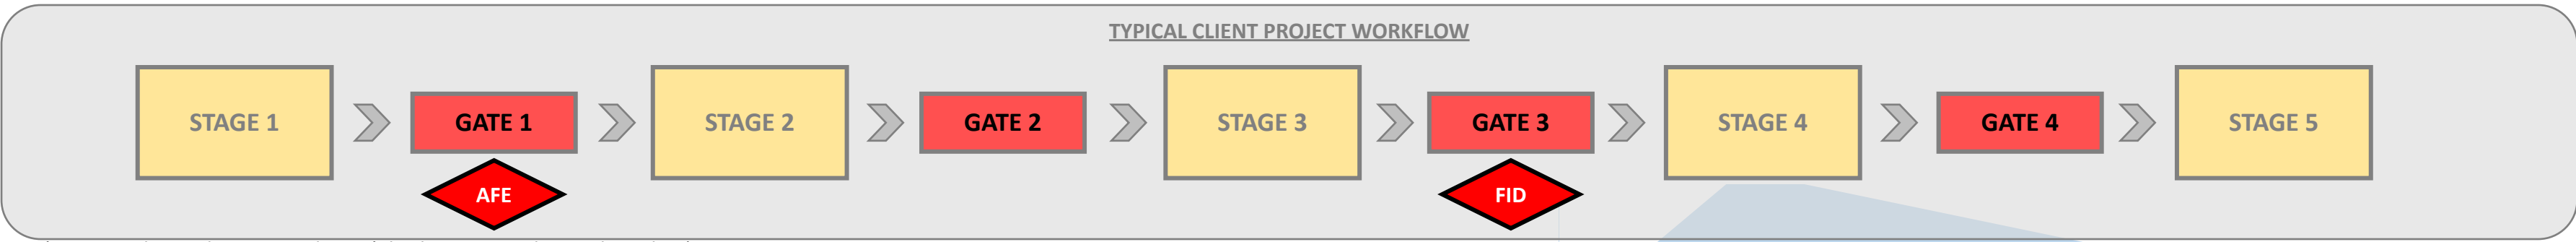 TYPICAL CLIENT PROJECT WORKFLOW
STAGE 1
GATE 1
STAGE 2
GATE 2
STAGE 3
GATE 3
STAGE 4
GATE 4
STAGE 5
AFE
FID